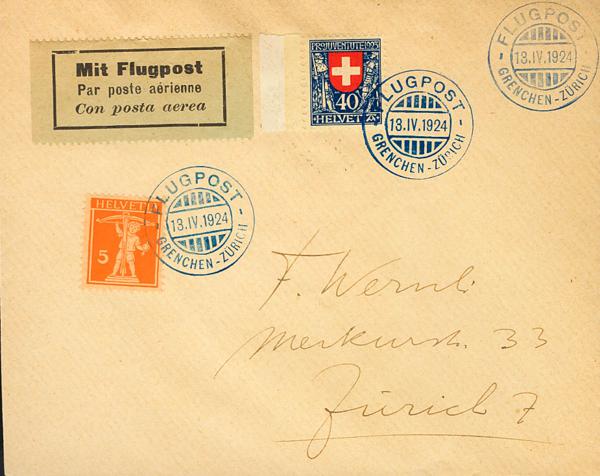 Mit Flugpost
Par poste aérienne
Con posta aerea
PRO JUVENTUTE 1923
40
HELVETIA
FLUGPOST
13.IV.1924
GRENCHEN-ZÜRICH
FLUGPOST
13.IV.1924
GRENCHEN-ZÜRICH
HELVETIA
5
FLUGPOST
13.IV.1924
GRENCHEN-ZÜRICH
F. Wernli
Merkurstr. 33
Zürich 7